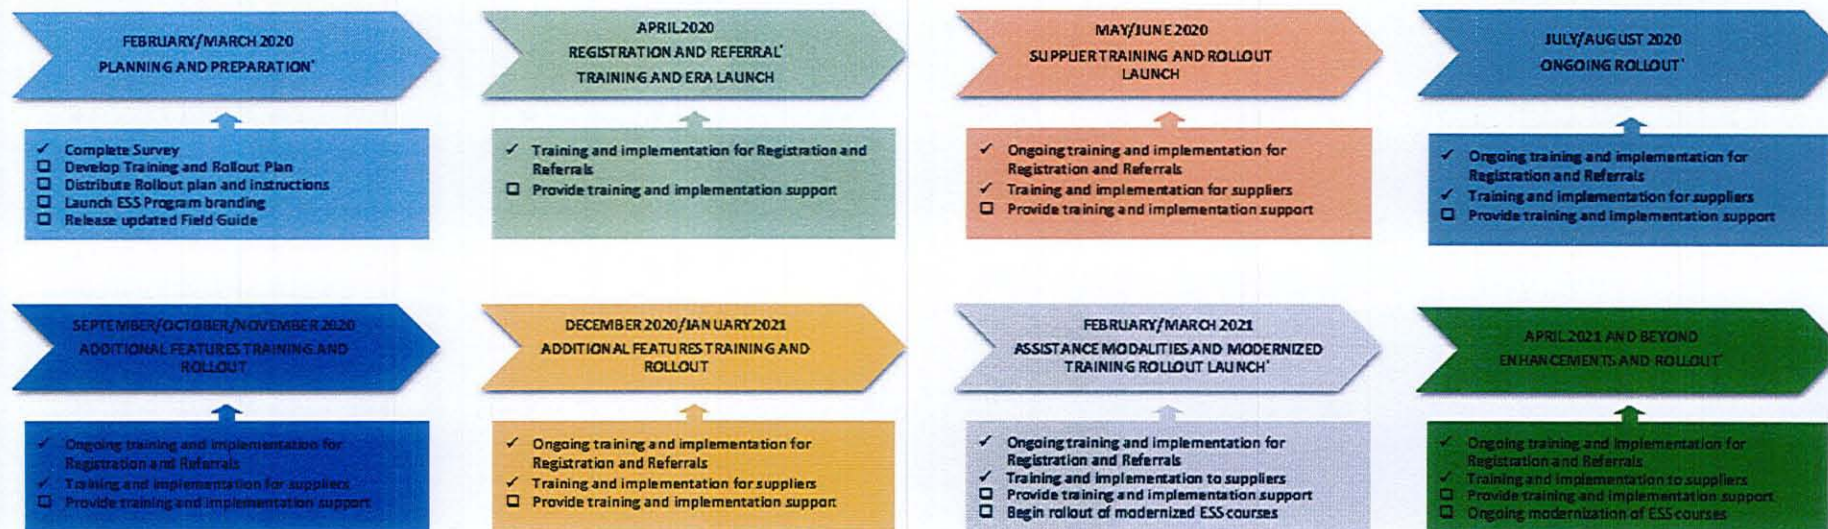 FEBRUARY/MARCH 2020
PLANNING AND PREPARATION*
✓ Complete Survey
☐ Develop Training and Rollout Plan
☐ Distribute Rollout plan and instructions
☐ Launch ESS Program branding
☐ Release updated Field Guide
APRIL 2020
REGISTRATION AND REFERRAL*
TRAINING AND ERA LAUNCH
✓ Training and implementation for Registration and
Referrals
☐ Provide training and implementation support
MAY/JUNE 2020
SUPPLIER TRAINING AND ROLLOUT
LAUNCH
✓ Ongoing training and implementation for
Registration and Referrals
✓ Training and implementation for suppliers
☐ Provide training and implementation support
JULY/AUGUST 2020
ONGOING ROLLOUT*
✓ Ongoing training and implementation for
Registration and Referrals
✓ Training and implementation for suppliers
☐ Provide training and implementation support
SEPTEMBER/OCTOBER/NOVEMBER 2020
ADDITIONAL FEATURES TRAINING AND
ROLLOUT
✓ Ongoing training and implementation for
Registration and Referrals
✓ Training and implementation for suppliers
☐ Provide training and implementation support
DECEMBER 2020/JANUARY 2021
ADDITIONAL FEATURES TRAINING AND
ROLLOUT
✓ Ongoing training and implementation for
Registration and Referrals
✓ Training and implementation for suppliers
☐ Provide training and implementation support
FEBRUARY/MARCH 2021
ASSISTANCE MODALITIES AND MODERNIZED
TRAINING ROLLOUT LAUNCH*
✓ Ongoing training and implementation for
Registration and Referrals
✓ Training and implementation to suppliers
☐ Provide training and implementation support
☐ Begin rollout of modernized ESS courses
APRIL 2021 AND BEYOND
ENHANCEMENTS AND ROLLOUT*
✓ Ongoing training and implementation for
Registration and Referrals
✓ Training and implementation to suppliers
☐ Provide training and implementation support
☐ Ongoing modernization of ESS courses